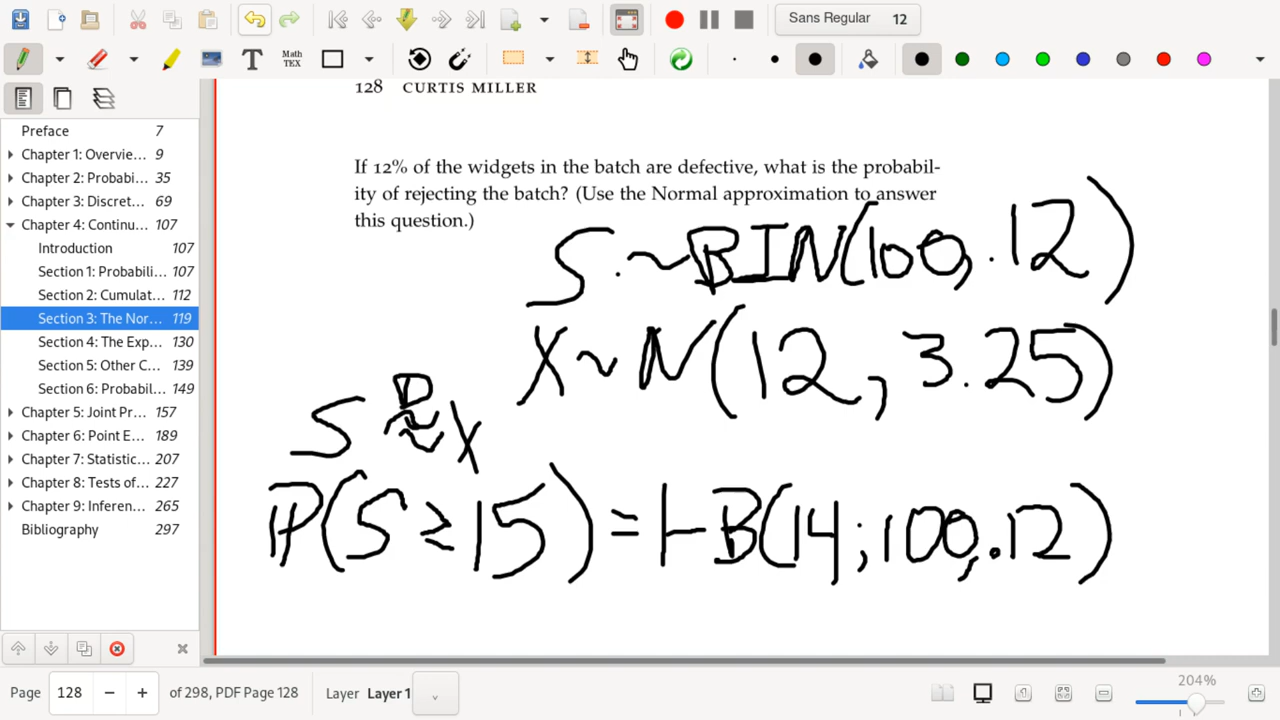 Sans Regular 12
T Math TEX
Preface 7
Chapter 1: Overvie... 9
Chapter 2: Probabi... 35
Chapter 3: Discret... 69
Chapter 4: Continu... 107
Introduction 107
Section 1: Probabili... 107
Section 2: Cumulat... 112
Section 3: The Nor... 119
Section 4: The Exp... 130
Section 5: Other C... 139
Section 6: Probabil... 149
Chapter 5: Joint Pr... 157
Chapter 6: Point E... 189
Chapter 7: Statistic... 207
Chapter 8: Tests of... 227
Chapter 9: Inferen... 265
Bibliography 297
128 CURTIS MILLER
If 12% of the widgets in the batch are defective, what is the probabil-
ity of rejecting the batch? (Use the Normal approximation to answer
this question.)
S ~ BIN(100, .12)
X ~ N(12, 3.25)
S ≈ᴰ X
ℙ(S ≥ 15) = 1-B(14; 100, .12)
Page 128 of 298, PDF Page 128 Layer Layer 1 204%